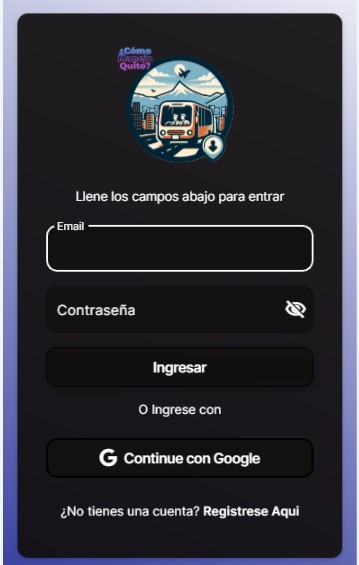 ¿Cómo
Manejo
Quito?
Llene los campos abajo para entrar
Email
Contraseña
Ingresar
O Ingrese con
G Continue con Google
¿No tienes una cuenta? Registrese Aqui